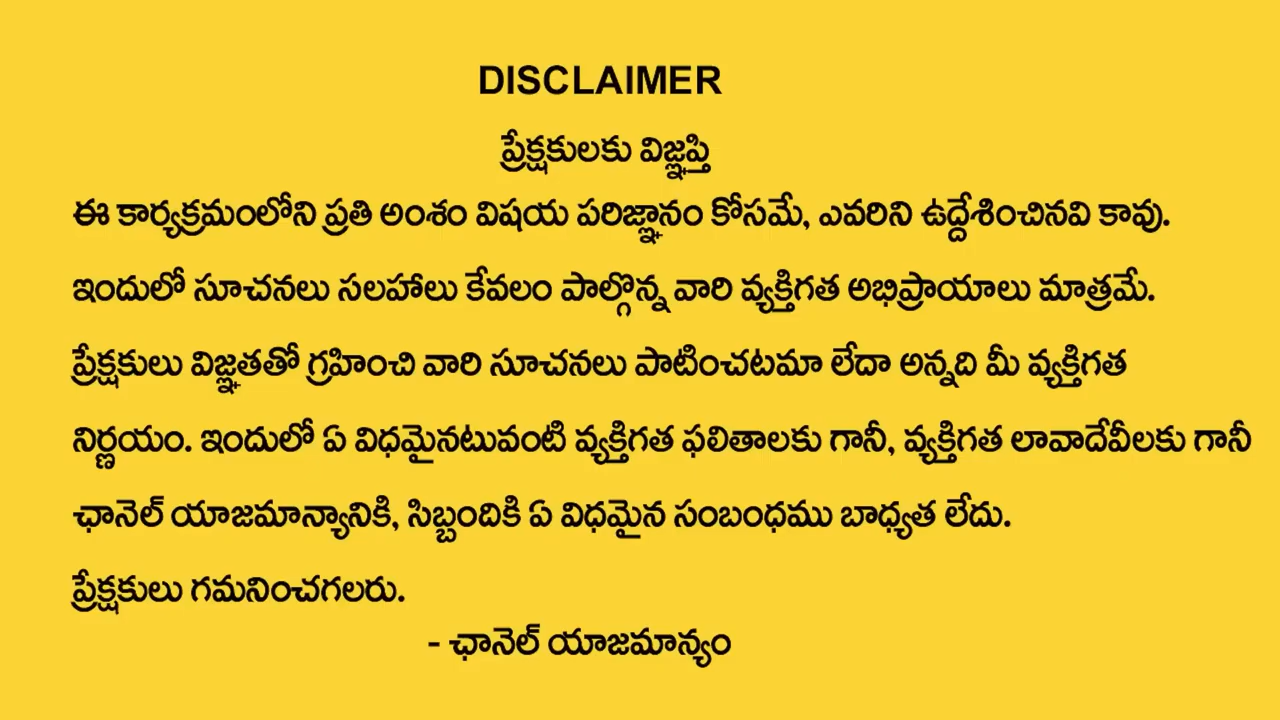 DISCLAIMER
ప్రేక్షకులకు విజ్ఞప్తి
ఈ కార్యక్రమంలోని ప్రతి అంశం విషయ పరిజ్ఞానం కోసమే, ఎవరిని ఉద్దేశించినవి కావు.
ఇందులో సూచనలు సలహాలు కేవలం పాల్గొన్న వారి వ్యక్తిగత అభిప్రాయాలు మాత్రమే.
ప్రేక్షకులు విజ్ఞతతో గ్రహించి వారి సూచనలు పాటించటమా లేదా అన్నది మీ వ్యక్తిగత
నిర్ణయం. ఇందులో ఏ విధమైనటువంటి వ్యక్తిగత ఫలితాలకు గానీ, వ్యక్తిగత లావాదేవీలకు గానీ
ఛానెల్ యాజమాన్యానికి, సిబ్బందికి ఏ విధమైన సంబంధము బాధ్యత లేదు.
ప్రేక్షకులు గమనించగలరు.
- ఛానెల్ యాజమాన్యం